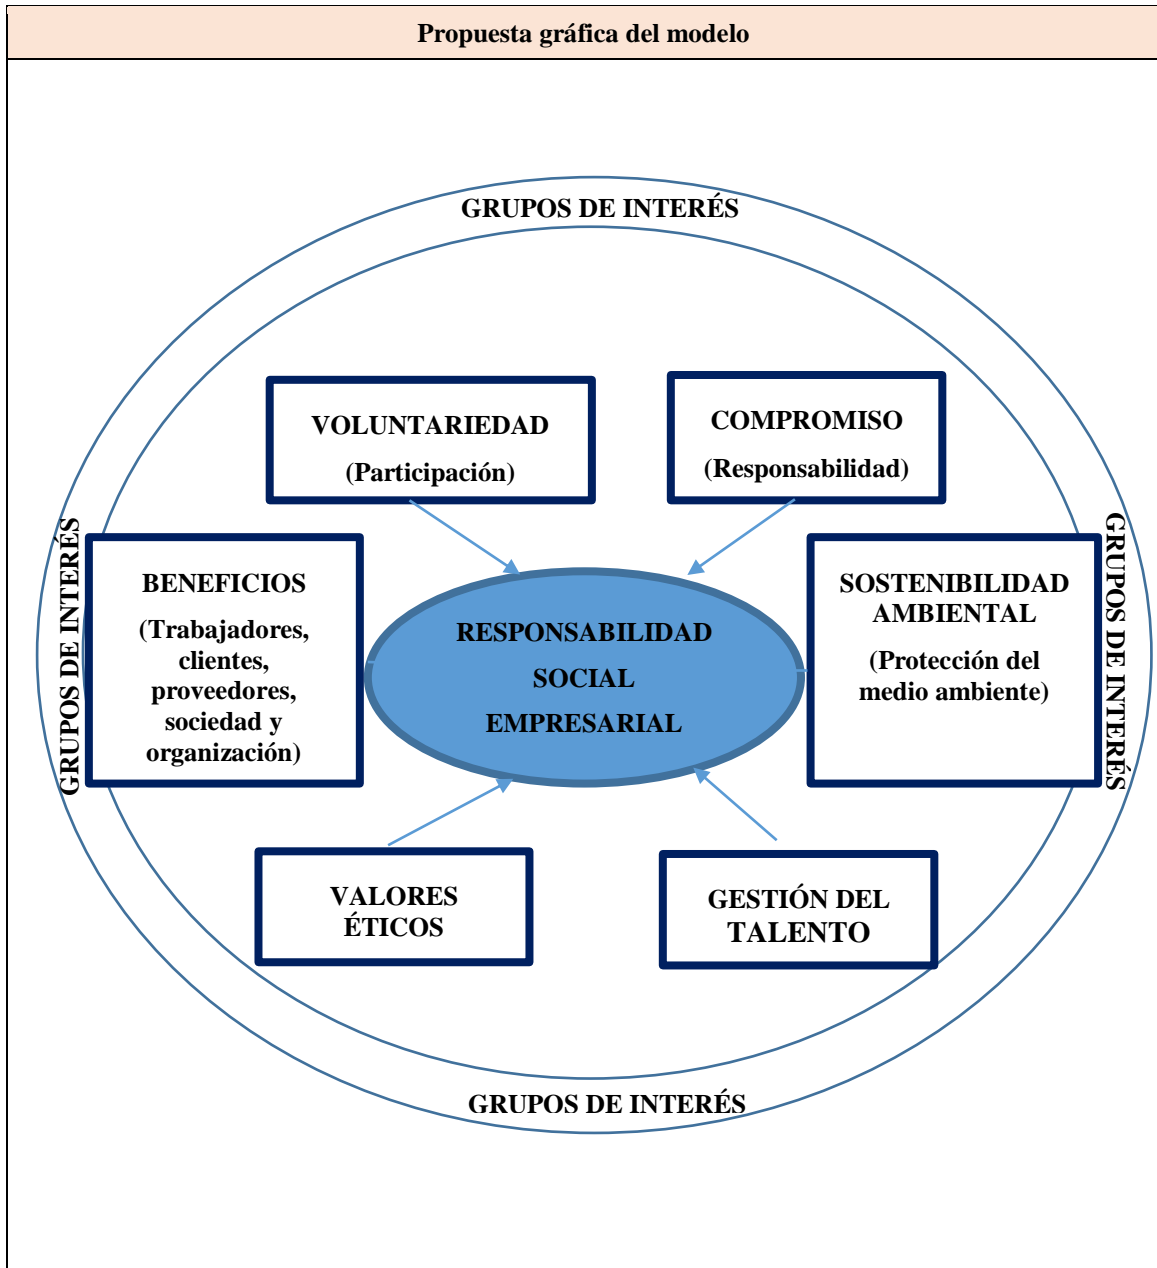 Propuesta gráfica del modelo
GRUPOS DE INTERÉS
VOLUNTARIEDAD
(Participación)
COMPROMISO
(Responsabilidad)
GRUPOS DE INTERÉS
BENEFICIOS
(Trabajadores,
clientes,
proveedores,
sociedad y
organización)
RESPONSABILIDAD
SOCIAL
EMPRESARIAL
SOSTENIBILIDAD
AMBIENTAL
(Protección del
medio ambiente)
GRUPOS DE INTERÉS
VALORES
ÉTICOS
GESTIÓN DEL
TALENTO
GRUPOS DE INTERÉS